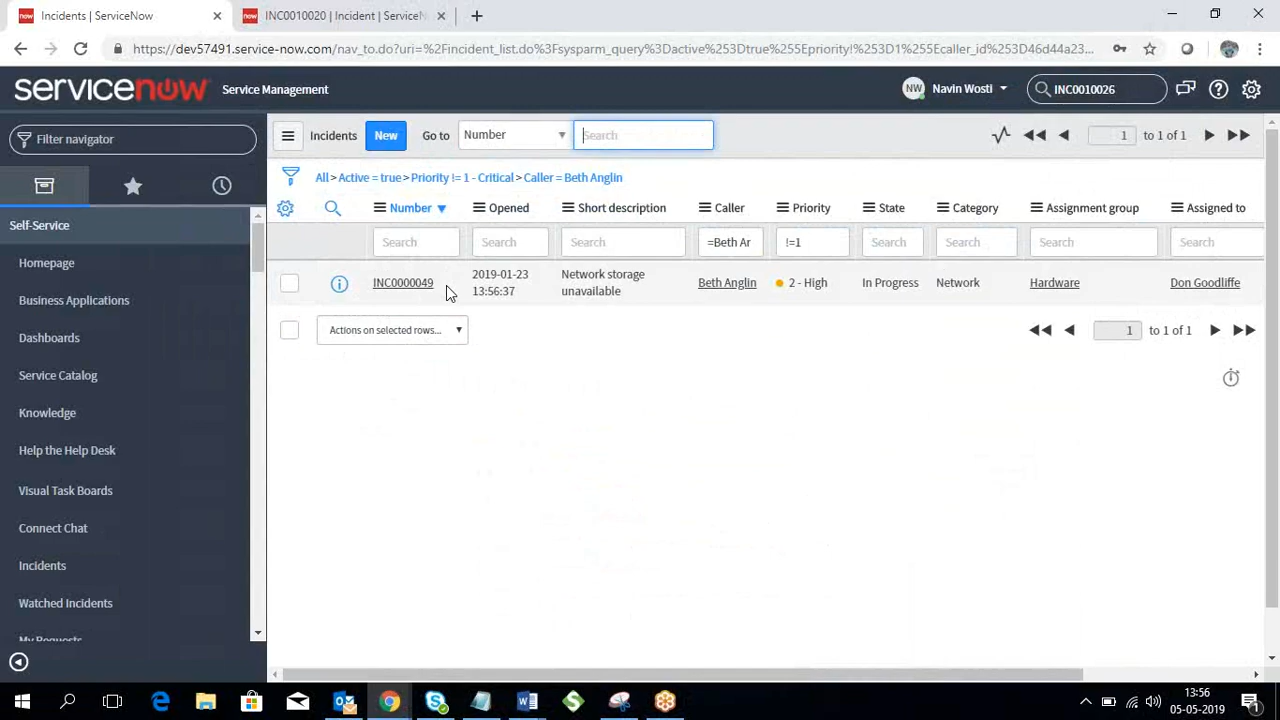 Incidents | ServiceNow
INC0010020 | Incident | ServiceN
https://dev57491.service-now.com/nav_to.do?uri=%2Fincident_list.do%3Fsysparm_query%3Dactive%253Dtrue%255Epriority!%253D1%255Ecaller_id%253D46d44a23...
servicenow Service Management
NW Navin Wosti
INC0010026
Filter navigator
Incidents New Go to Number Search
1 to 1 of 1
All > Active = true > Priority != 1 - Critical > Caller = Beth Anglin
Number Opened Short description Caller Priority State Category Assignment group Assigned to
Search Search Search =Beth Ar !=1 Search Search Search Search
INC0000049 2019-01-23 13:56:37 Network storage unavailable Beth Anglin 2 - High In Progress Network Hardware Don Goodliffe
Actions on selected rows...
1 to 1 of 1
Self-Service
Homepage
Business Applications
Dashboards
Service Catalog
Knowledge
Help the Help Desk
Visual Task Boards
Connect Chat
Incidents
Watched Incidents
My Requests
13:56
05-05-2019